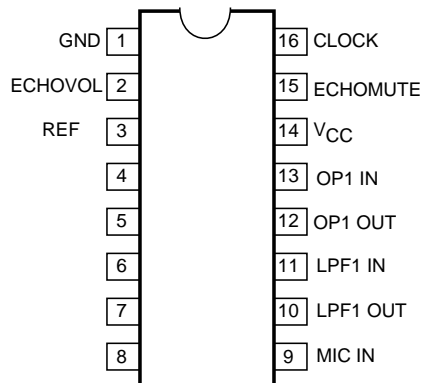 GND 1 16 CLOCK
ECHOVOL 2 15 ECHOMUTE
REF 3 14 VCC
4 13 OP1 IN
5 12 OP1 OUT
6 11 LPF1 IN
7 10 LPF1 OUT
8 9 MIC IN